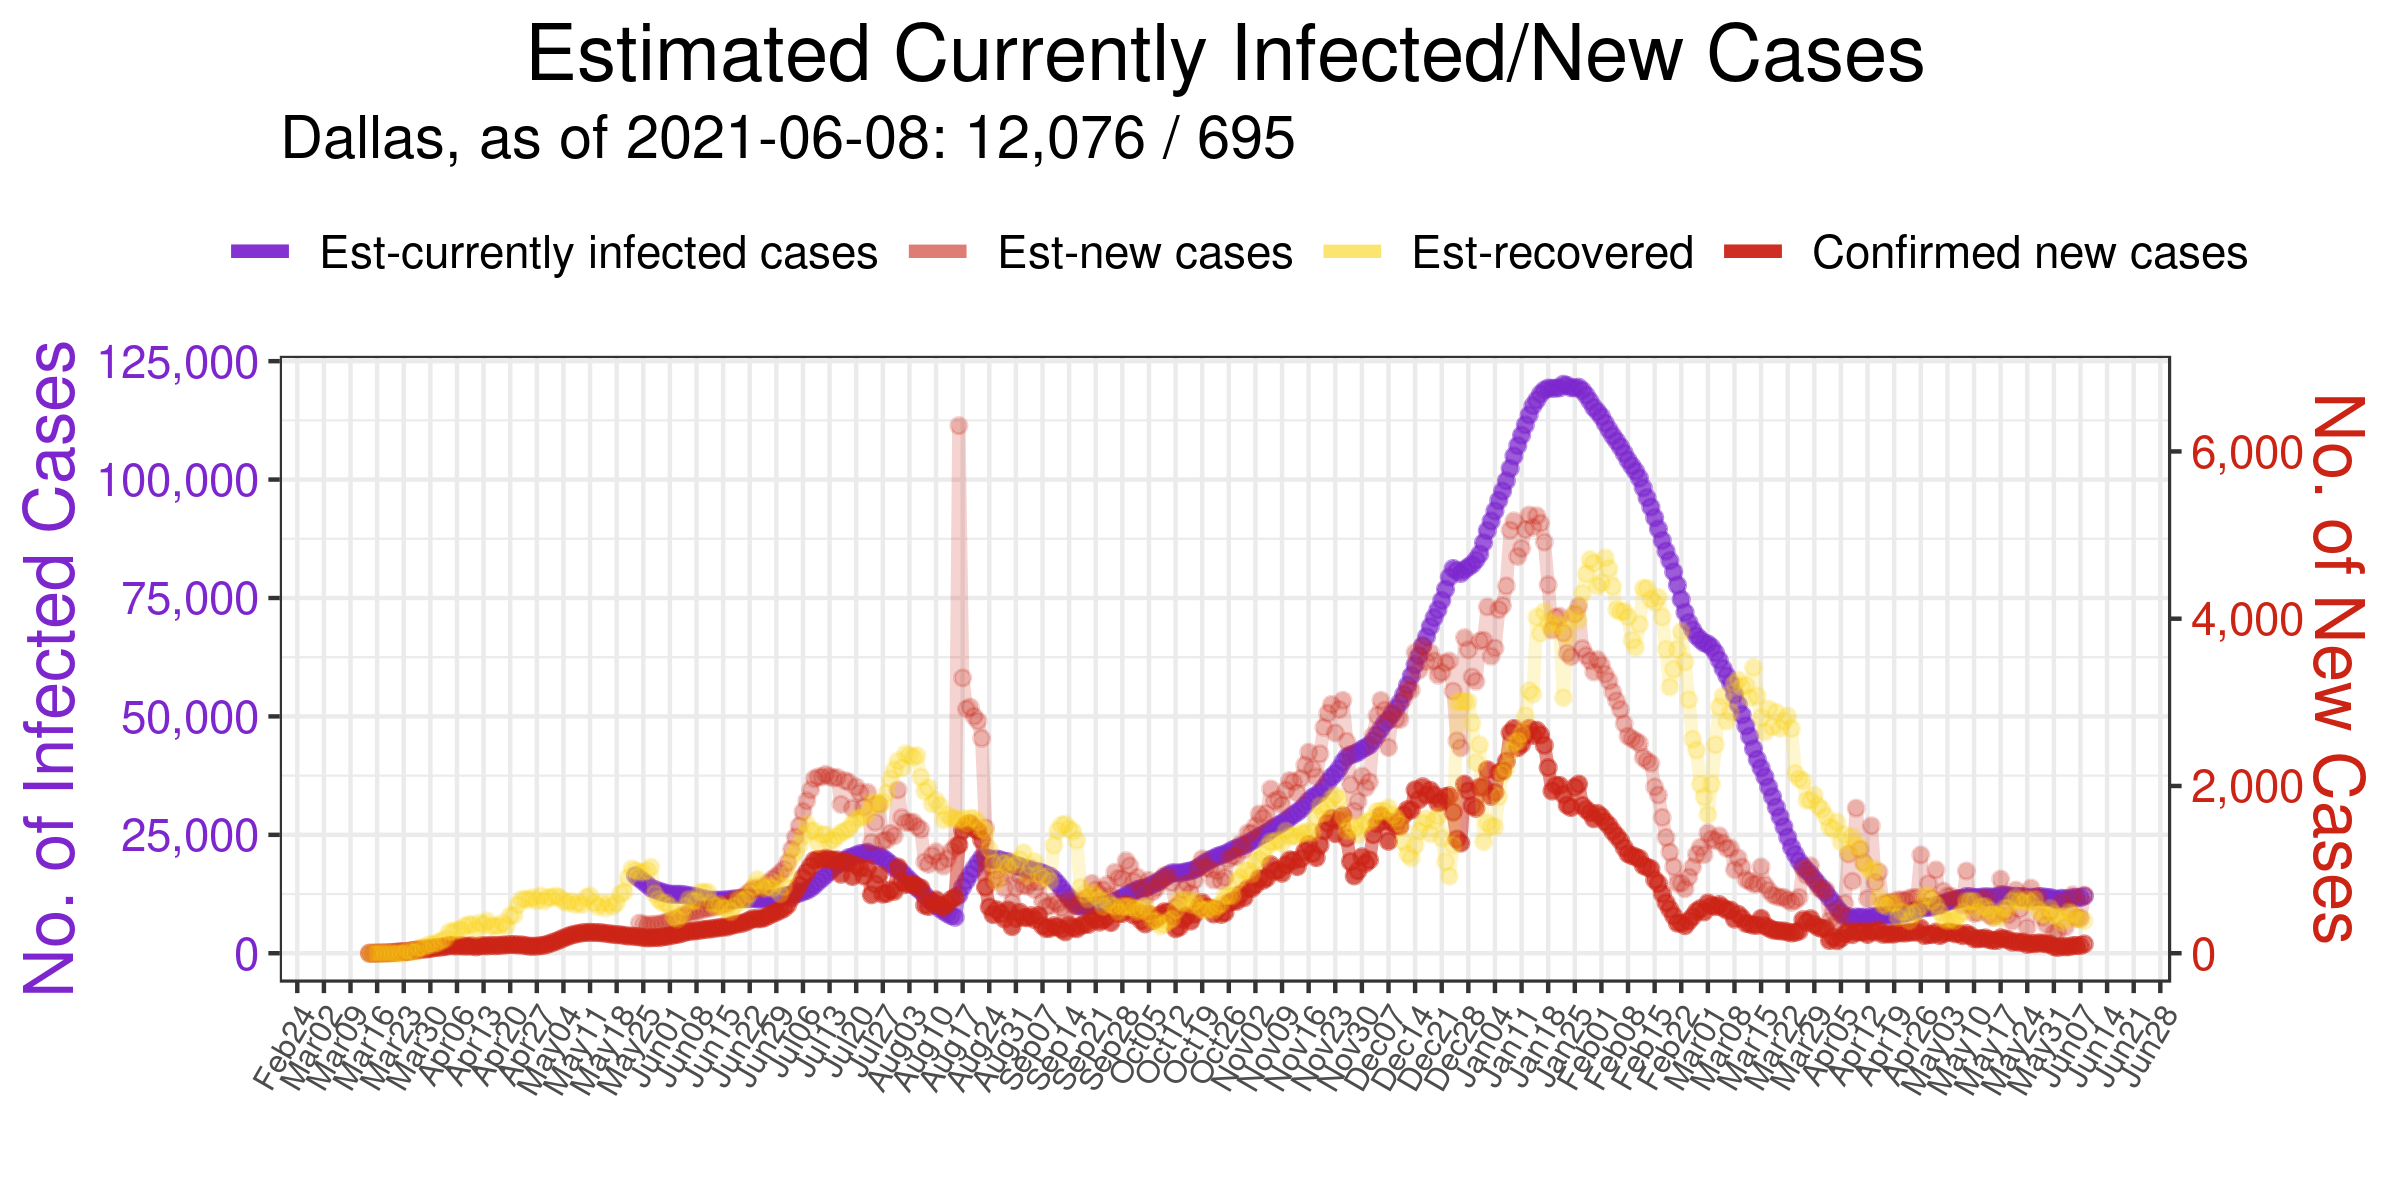 Estimated Currently Infected/New Cases
Dallas, as of 2021-06-08: 12,076 / 695
Est-currently infected cases
Est-new cases
Est-recovered
Confirmed new cases
No. of Infected Cases
125,000
100,000
75,000
50,000
25,000
0
6,000
4,000
2,000
0
No. of New Cases
Feb24
Mar02
Mar09
Mar16
Mar23
Mar30
Apr06
Apr13
Apr20
Apr27
May04
May11
May18
May25
Jun01
Jun08
Jun15
Jun22
Jun29
Jul06
Jul13
Jul20
Jul27
Aug03
Aug10
Aug17
Aug24
Aug31
Sep07
Sep14
Sep21
Sep28
Oct05
Oct12
Oct19
Oct26
Nov02
Nov09
Nov16
Nov23
Nov30
Dec07
Dec14
Dec21
Dec28
Jan04
Jan11
Jan18
Jan25
Feb01
Feb08
Feb15
Feb22
Mar01
Mar08
Mar15
Mar22
Mar29
Apr05
Apr12
Apr19
Apr26
May03
May10
May17
May24
May31
Jun07
Jun14
Jun21
Jun28